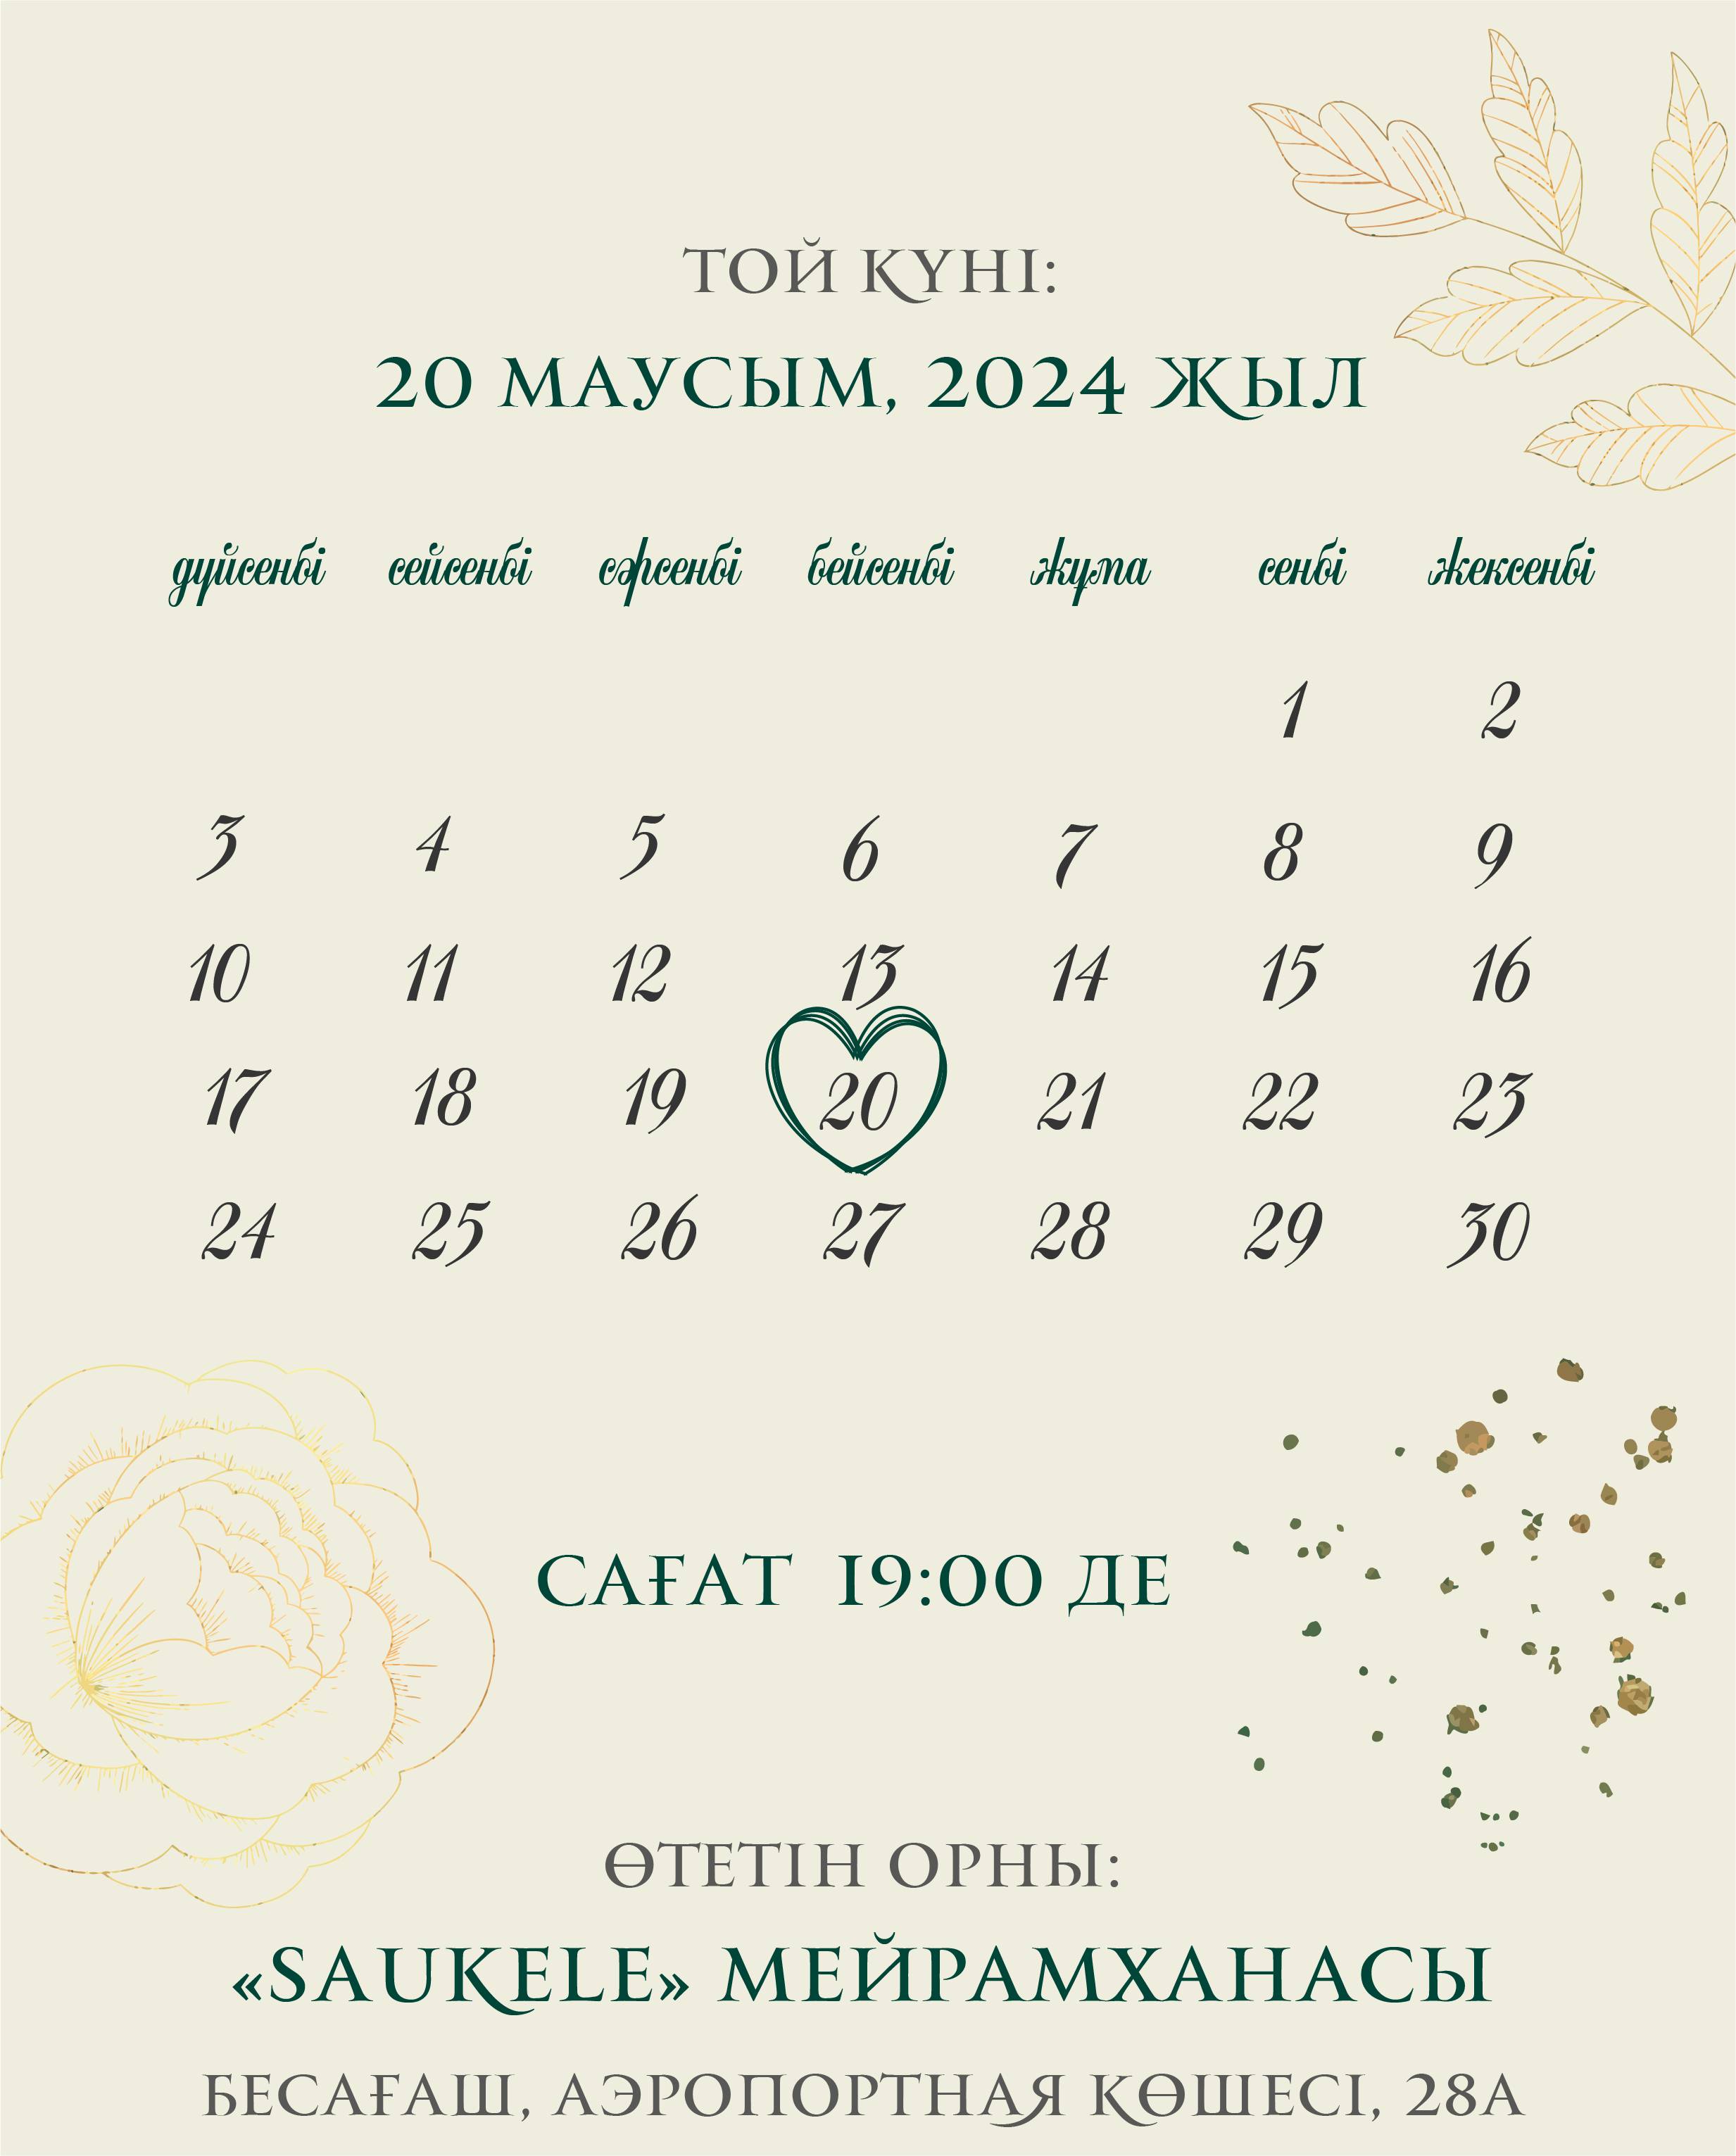 ТОЙ КҮНІ:
20 МАУСЫМ, 2024 ЖЫЛ
дүйсенбі сейсенбі сәрсенбі бейсенбі жұма сенбі жексенбі
1 2
3 4 5 6 7 8 9
10 11 12 13 14 15 16
17 18 19 20 21 22 23
24 25 26 27 28 29 30
САҒАТ 19:00 ДЕ
ӨТЕТІН ОРНЫ:
«SAUKELE» МЕЙРАМХАНАСЫ
БЕСАҒАШ, АЭРОПОРТНАЯ КӨШЕСІ, 28А